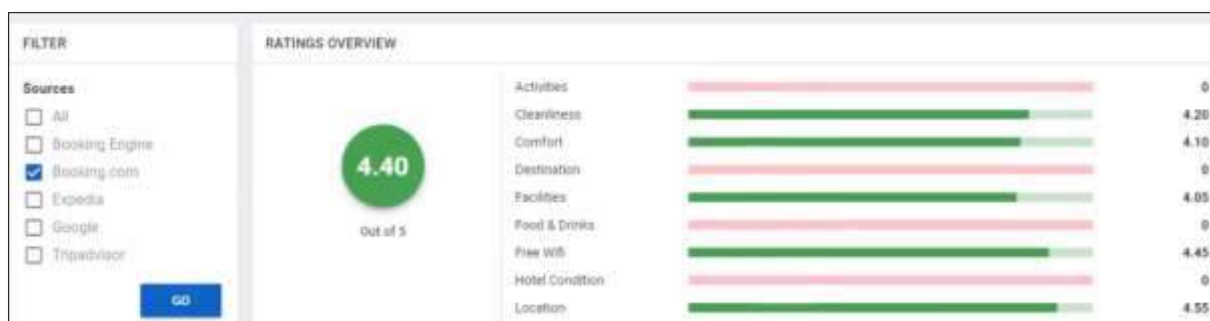 FILTER
Sources
All
Booking Engine
Booking.com
Expedia
Google
Tripadvisor
GO
RATINGS OVERVIEW
4.40
Out of 5
Activities 0
Cleanliness 4.20
Comfort 4.10
Destination 0
Facilities 4.05
Food & Drinks 0
Free Wifi 4.45
Hotel Condition 0
Location 4.55